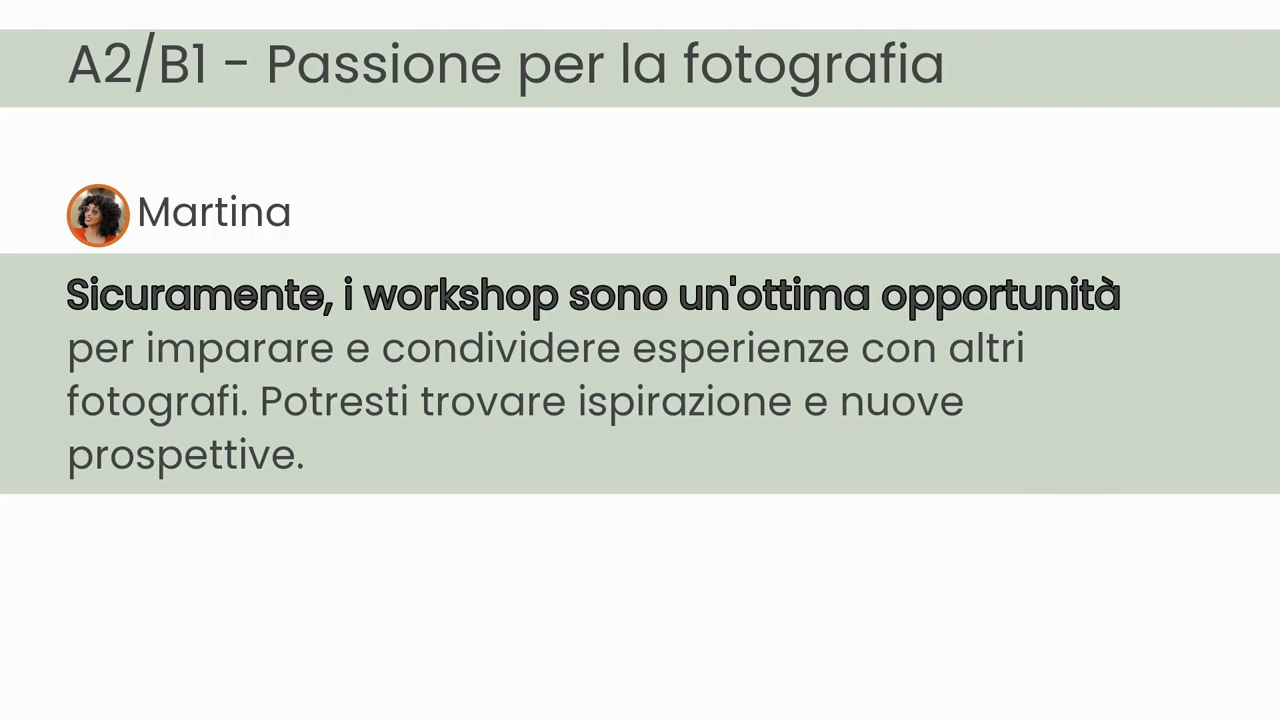 A2/B1 - Passione per la fotografia
Martina
Sicuramente, i workshop sono un'ottima opportunità
per imparare e condividere esperienze con altri
fotografi. Potresti trovare ispirazione e nuove
prospettive.